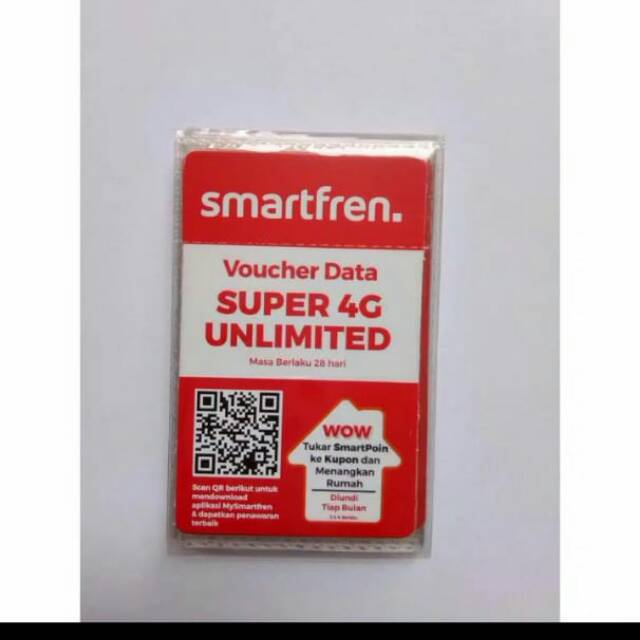 smartfren.
Voucher Data
SUPER 4G
UNLIMITED
Masa Berlaku 28 hari
WOW
Tukar SmartPoin
ke Kupon dan
Menangkan
Rumah
Diundi
Tiap Bulan
Scan QR berikut untuk
mendownload
aplikasi MySmartfren
& dapatkan penawaran
terbaik